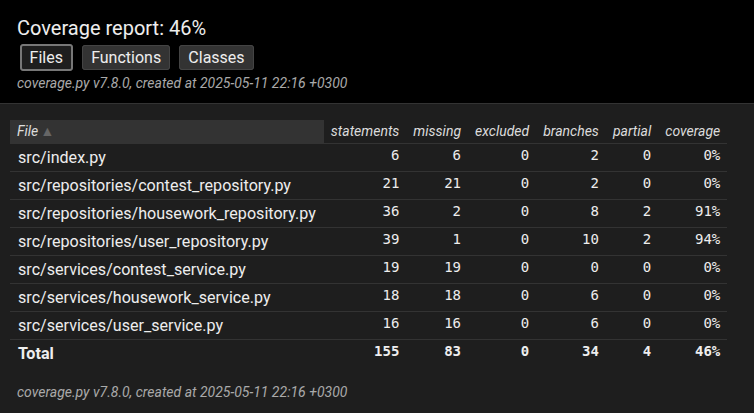 Coverage report: 46%
Files Functions Classes
coverage.py v7.8.0, created at 2025-05-11 22:16 +0300
File ▲ statements missing excluded branches partial coverage
src/index.py 6 6 0 2 0 0%
src/repositories/contest_repository.py 21 21 0 2 0 0%
src/repositories/housework_repository.py 36 2 0 8 2 91%
src/repositories/user_repository.py 39 1 0 10 2 94%
src/services/contest_service.py 19 19 0 0 0 0%
src/services/housework_service.py 18 18 0 6 0 0%
src/services/user_service.py 16 16 0 6 0 0%
Total 155 83 0 34 4 46%
coverage.py v7.8.0, created at 2025-05-11 22:16 +0300